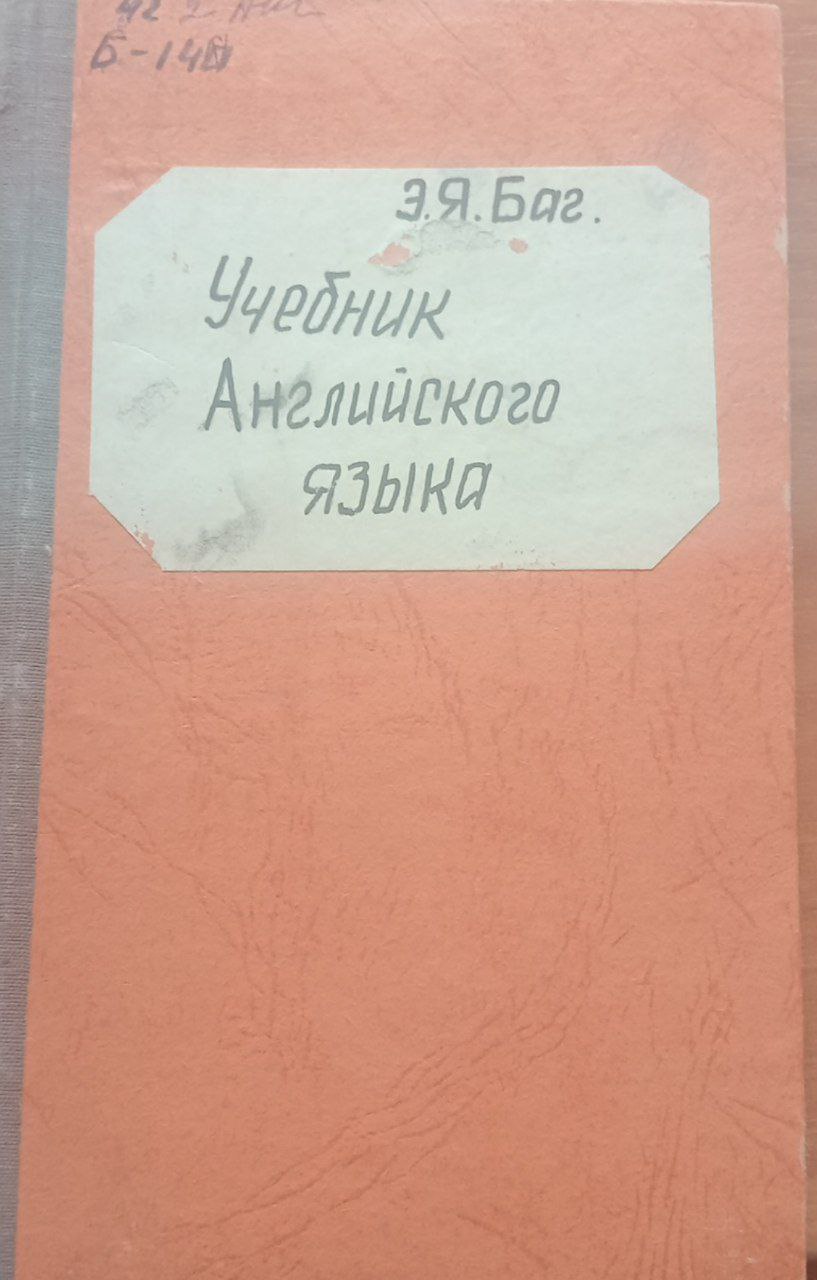 Б-140
Э.Я.Баг.
Учебник
Английского
языка